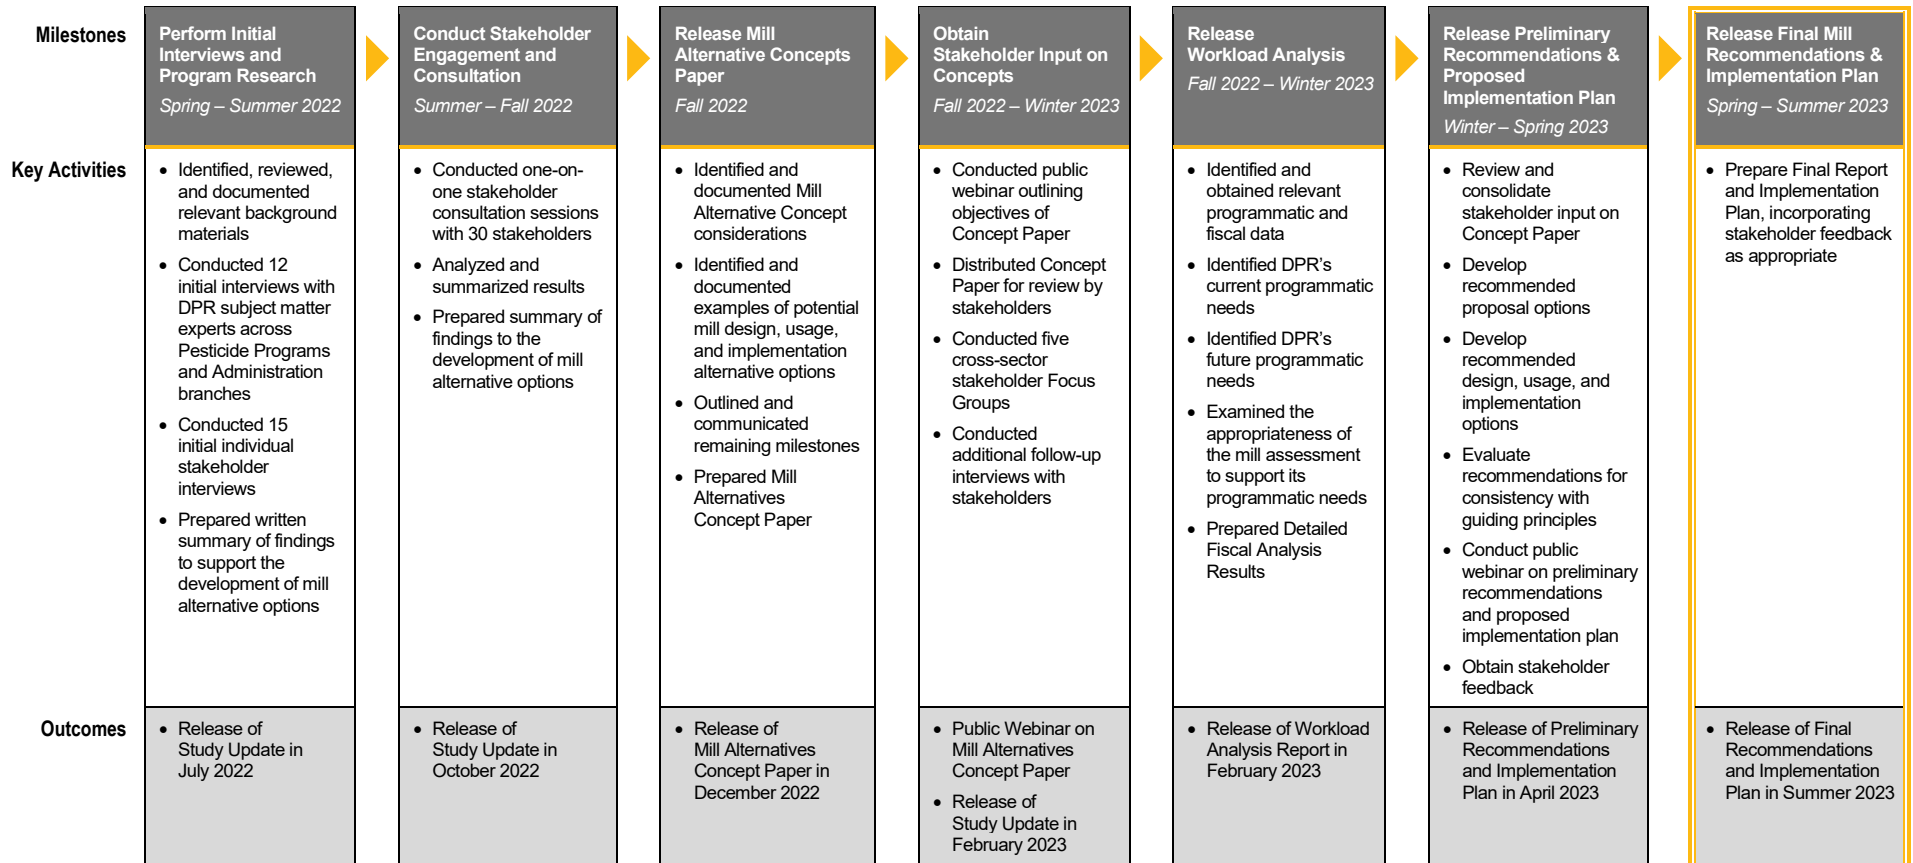 Milestones
Perform Initial
Interviews and
Program Research
Spring – Summer 2022
Conduct Stakeholder
Engagement and
Consultation
Summer – Fall 2022
Release Mill
Alternative Concepts
Paper
Fall 2022
Obtain
Stakeholder Input on
Concepts
Fall 2022 – Winter 2023
Release
Workload Analysis
Fall 2022 – Winter 2023
Release Preliminary
Recommendations &
Proposed
Implementation Plan
Winter – Spring 2023
Release Final Mill
Recommendations &
Implementation Plan
Spring – Summer 2023
Key Activities
• Identified, reviewed,
and documented
relevant background
materials
• Conducted 12
initial interviews with
DPR subject matter
experts across
Pesticide Programs
and Administration
branches
• Conducted 15
initial individual
stakeholder
interviews
• Prepared written
summary of findings
to support the
development of mill
alternative options
• Conducted one-on-
one stakeholder
consultation sessions
with 30 stakeholders
• Analyzed and
summarized results
• Prepared summary of
findings to the
development of mill
alternative options
• Identified and
documented Mill
Alternative Concept
considerations
• Identified and
documented
examples of potential
mill design, usage,
and implementation
alternative options
• Outlined and
communicated
remaining milestones
• Prepared Mill
Alternatives
Concept Paper
• Conducted public
webinar outlining
objectives of
Concept Paper
• Distributed Concept
Paper for review by
stakeholders
• Conducted five
cross-sector
stakeholder Focus
Groups
• Conducted
additional follow-up
interviews with
stakeholders
• Identified and
obtained relevant
programmatic and
fiscal data
• Identified DPR's
current programmatic
needs
• Identified DPR's
future programmatic
needs
• Examined the
appropriateness of
the mill assessment
to support its
programmatic needs
• Prepared Detailed
Fiscal Analysis
Results
• Review and
consolidate
stakeholder input on
Concept Paper
• Develop
recommended
proposal options
• Develop
recommended
design, usage, and
implementation
options
• Evaluate
recommendations for
consistency with
guiding principles
• Conduct public
webinar on preliminary
recommendations
and proposed
implementation plan
• Obtain stakeholder
feedback
• Prepare Final Report
and Implementation
Plan, incorporating
stakeholder feedback
as appropriate
Outcomes
• Release of
Study Update in
July 2022
• Release of
Study Update in
October 2022
• Release of
Mill Alternatives
Concept Paper in
December 2022
• Public Webinar on
Mill Alternatives
Concept Paper
• Release of
Study Update in
February 2023
• Release of Workload
Analysis Report in
February 2023
• Release of Preliminary
Recommendations
and Implementation
Plan in April 2023
• Release of Final
Recommendations
and Implementation
Plan in Summer 2023